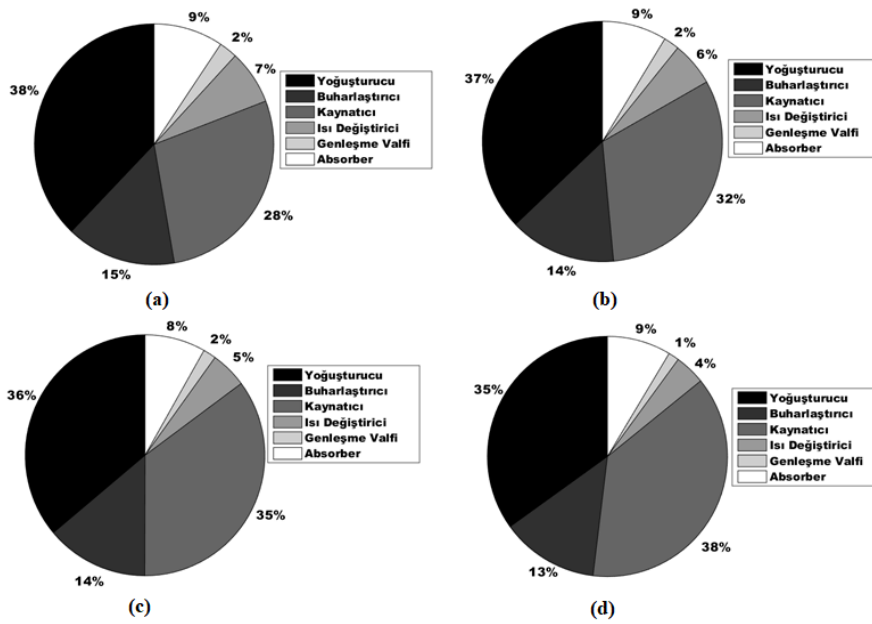 9%
2%
7%
38%
28%
15%
Yoğuşturucu
Buharlaştırıcı
Kaynatıcı
Isı Değiştirici
Genleşme Valfi
Absorber
(a)
9%
2%
6%
37%
32%
14%
Yoğuşturucu
Buharlaştırıcı
Kaynatıcı
Isı Değiştirici
Genleşme Valfi
Absorber
(b)
8%
2%
5%
36%
35%
14%
Yoğuşturucu
Buharlaştırıcı
Kaynatıcı
Isı Değiştirici
Genleşme Valfi
Absorber
(c)
9%
1%
4%
35%
38%
13%
Yoğuşturucu
Buharlaştırıcı
Kaynatıcı
Isı Değiştirici
Genleşme Valfi
Absorber
(d)